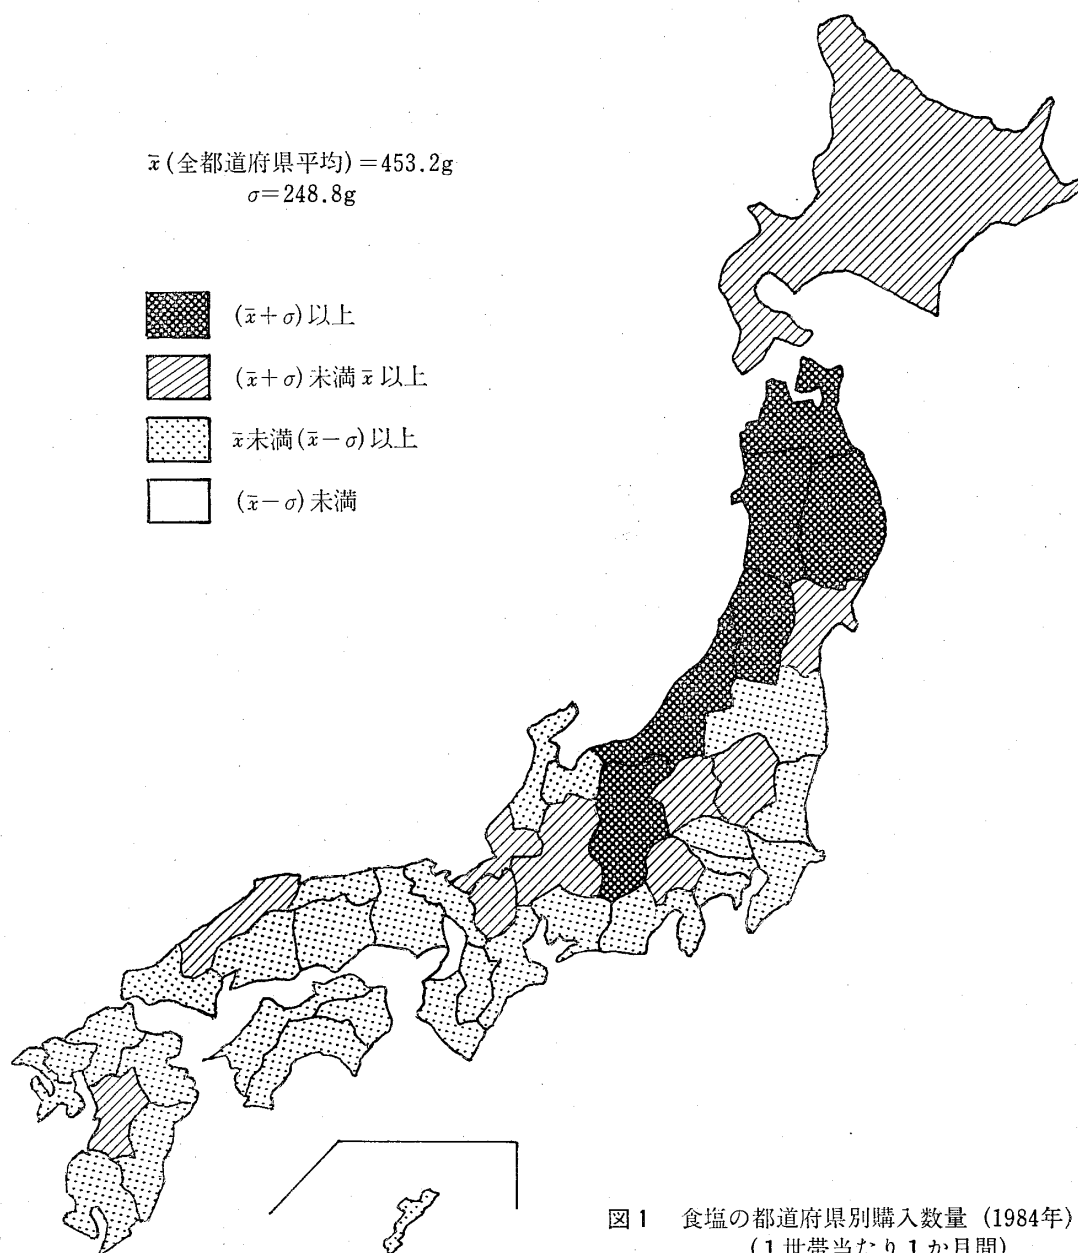 x̄(全都道府県平均)=453.2g
σ=248.8g
(x̄+σ)以上
(x̄+σ)未満x̄以上
x̄未満(x̄-σ)以上
(x̄-σ)未満
図1 食塩の都道府県別購入数量 (1984年)
(1世帯当たり1か月間)